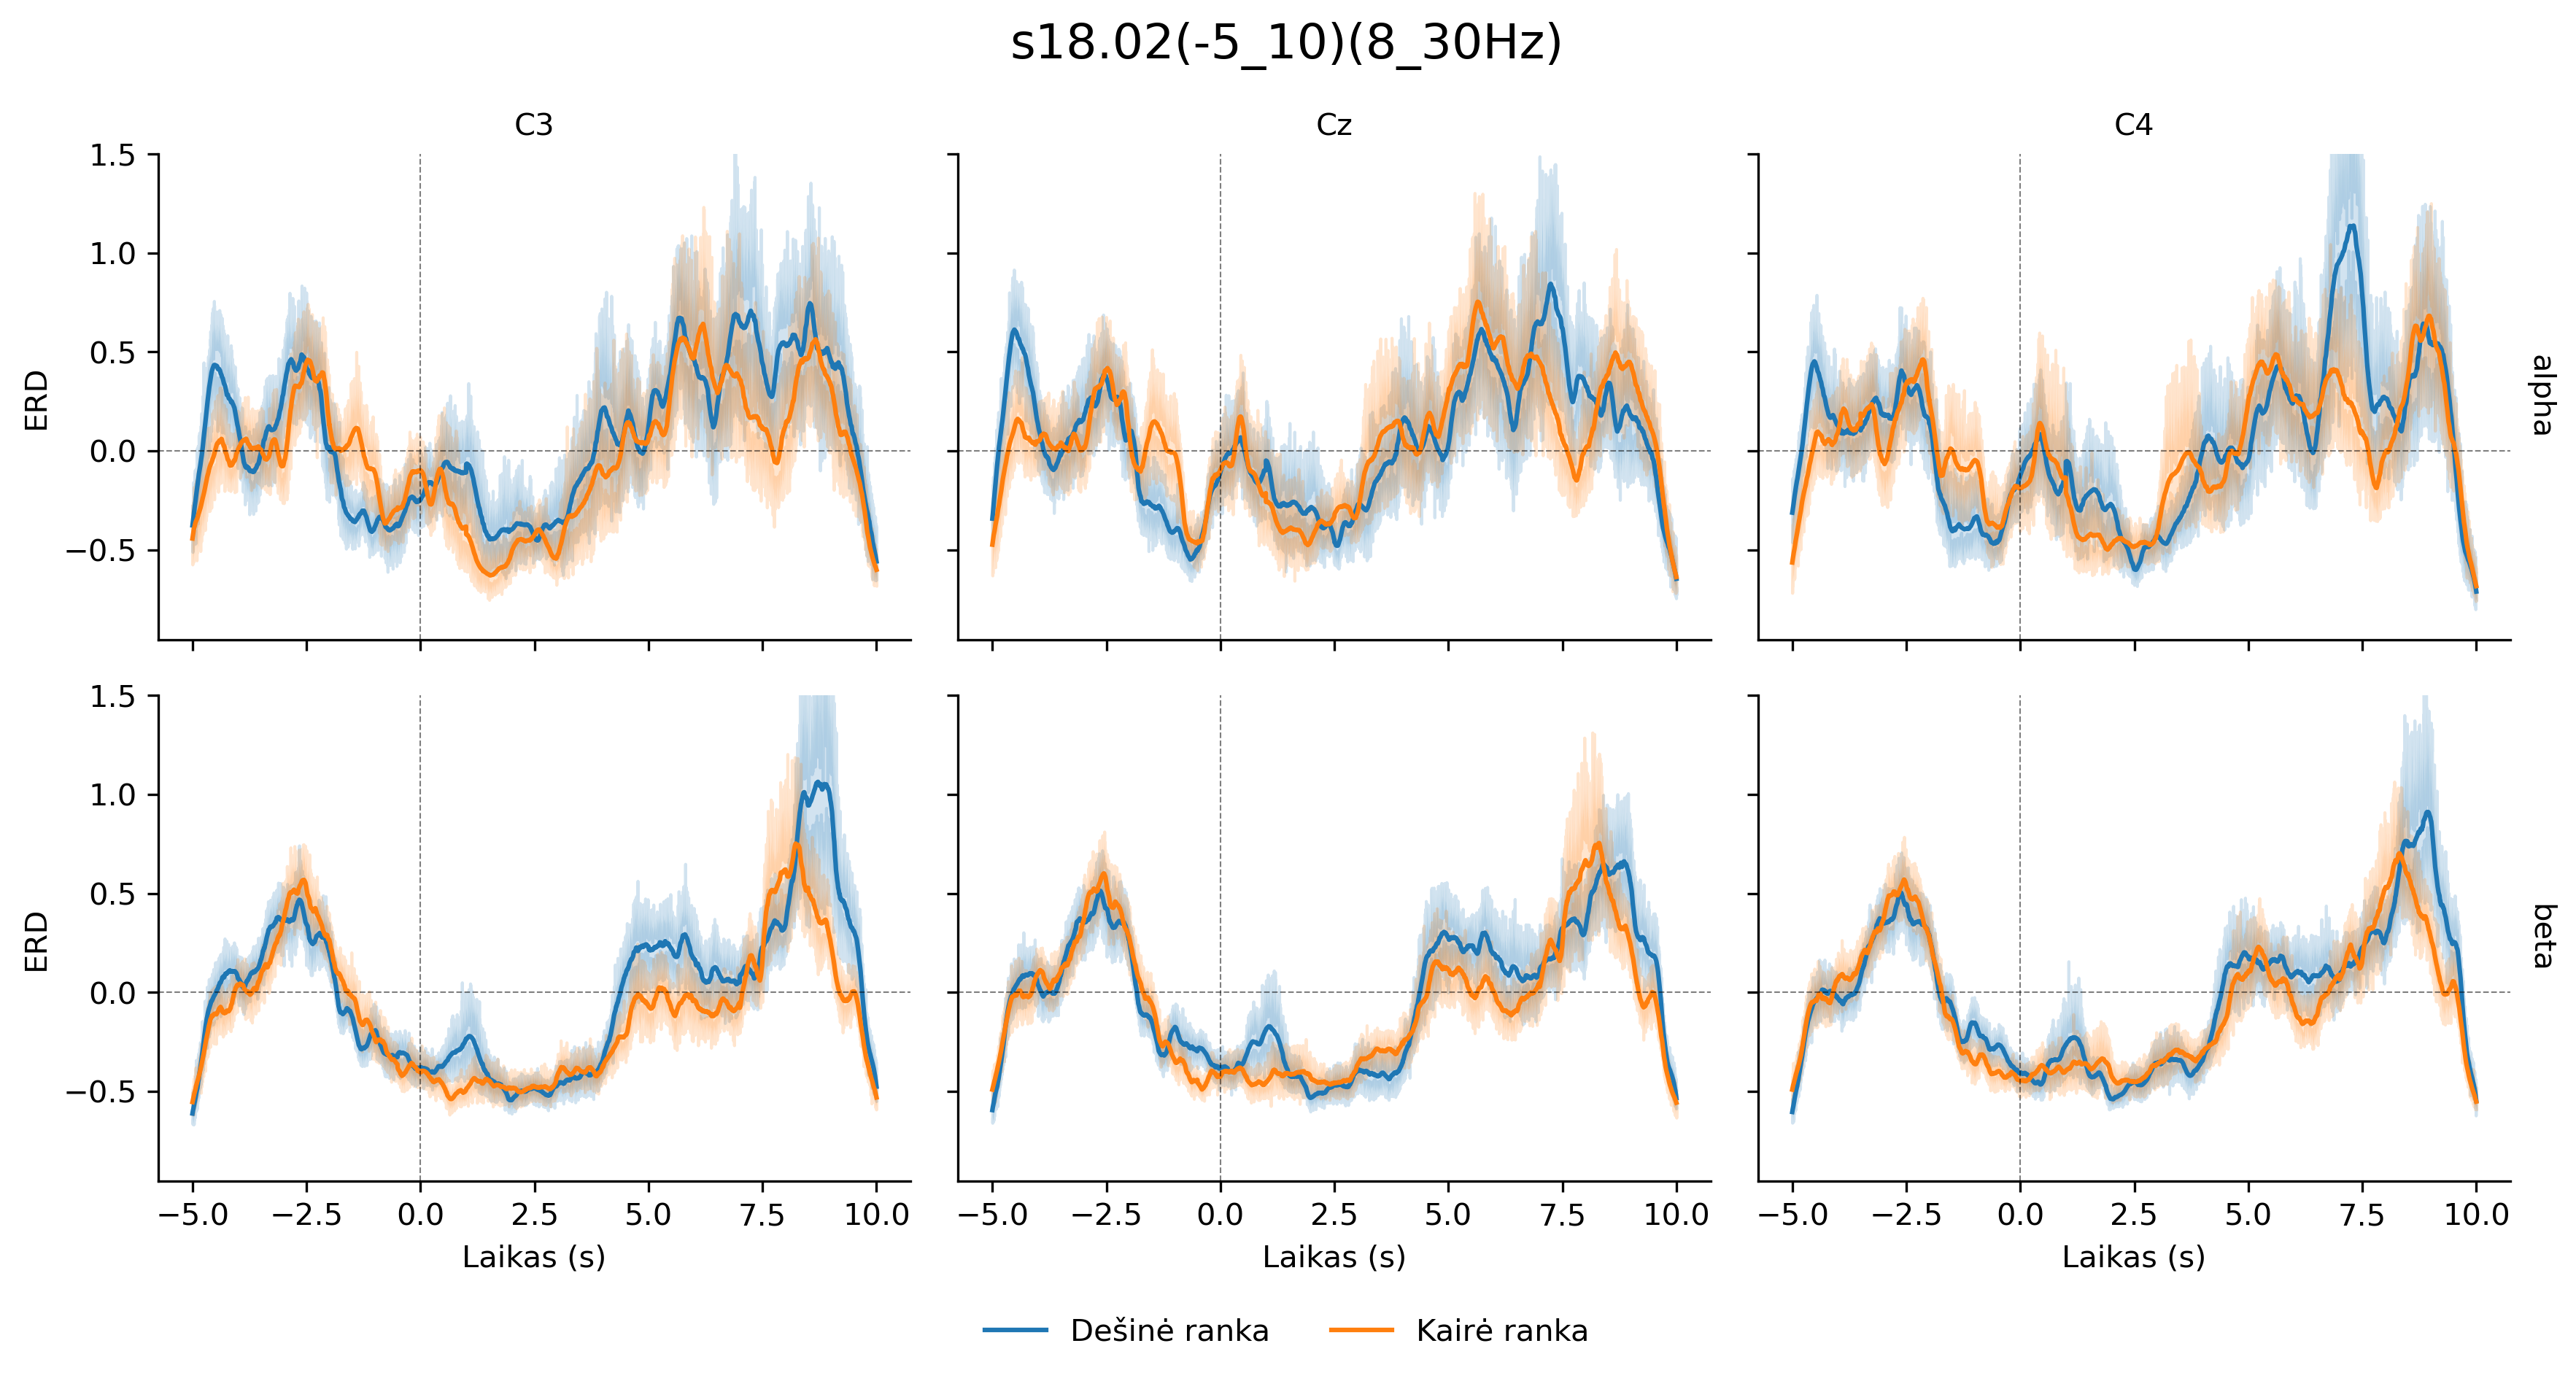 s18.02(-5_10)(8_30Hz)
C3 Cz C4
1.5
1.0
0.5
0.0
−0.5
ERD
alpha
1.5
1.0
0.5
0.0
−0.5
ERD
beta
−5.0 −2.5 0.0 2.5 5.0 7.5 10.0 −5.0 −2.5 0.0 2.5 5.0 7.5 10.0 −5.0 −2.5 0.0 2.5 5.0 7.5 10.0
Laikas (s) Laikas (s) Laikas (s)
Dešinė ranka Kairė ranka